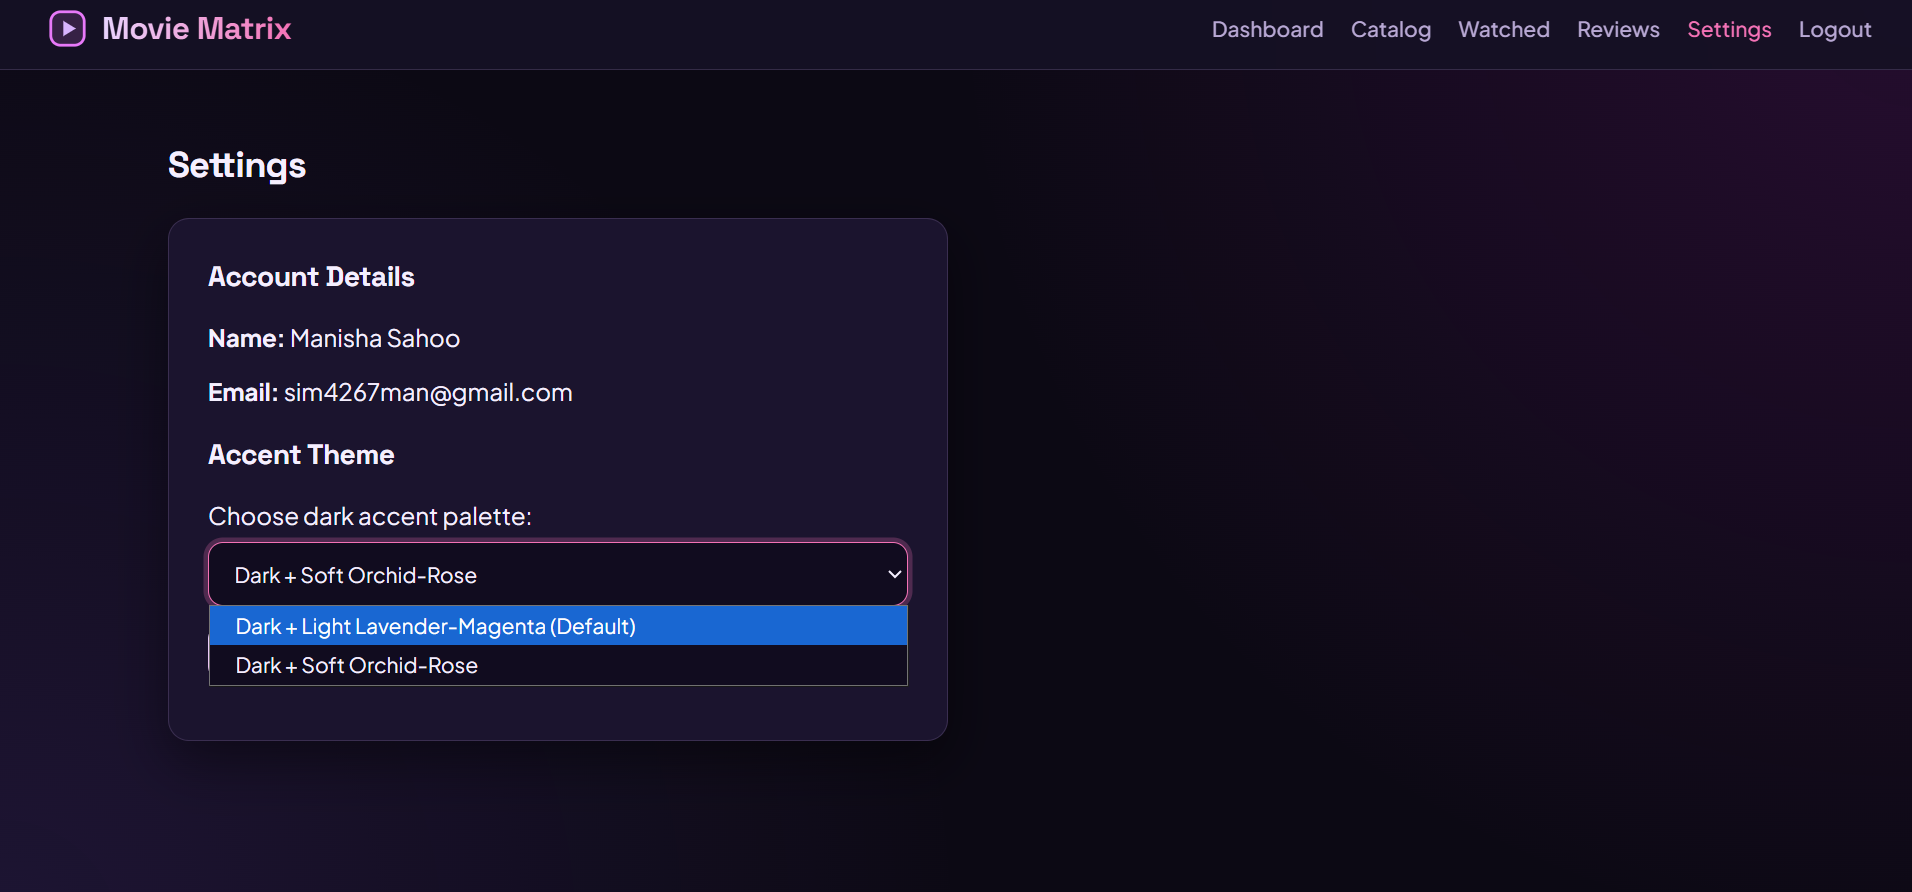 Movie Matrix
Dashboard Catalog Watched Reviews Settings Logout
Settings
Account Details
Name: Manisha Sahoo
Email: sim4267man@gmail.com
Accent Theme
Choose dark accent palette:
Dark + Soft Orchid-Rose
Dark + Light Lavender-Magenta (Default)
Dark + Soft Orchid-Rose